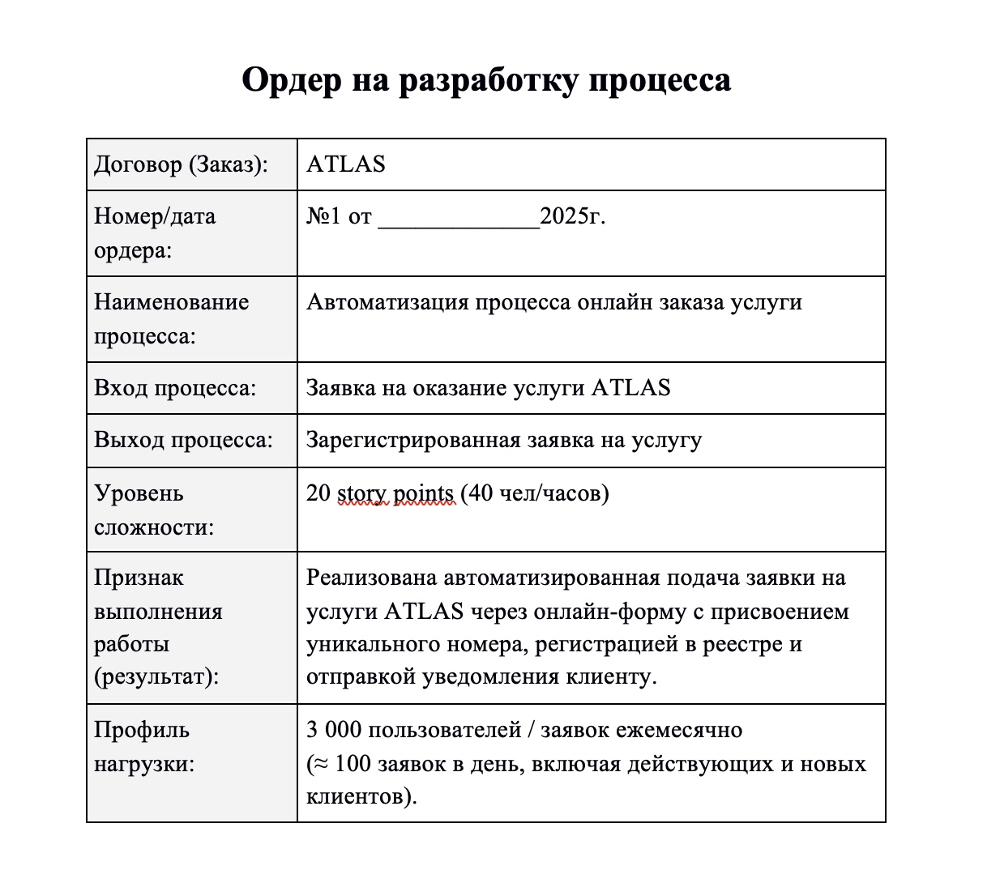 Ордер на разработку процесса
Договор (Заказ):
ATLAS
Номер/дата
ордера:
№1 от _____________2025г.
Наименование
процесса:
Автоматизация процесса онлайн заказа услуги
Вход процесса:
Заявка на оказание услуги ATLAS
Выход процесса:
Зарегистрированная заявка на услугу
Уровень
сложности:
20 story points (40 чел/часов)
Признак
выполнения
работы
(результат):
Реализована автоматизированная подача заявки на
услуги ATLAS через онлайн-форму с присвоением
уникального номера, регистрацией в реестре и
отправкой уведомления клиенту.
Профиль
нагрузки:
3 000 пользователей / заявок ежемесячно
(≈ 100 заявок в день, включая действующих и новых
клиентов).